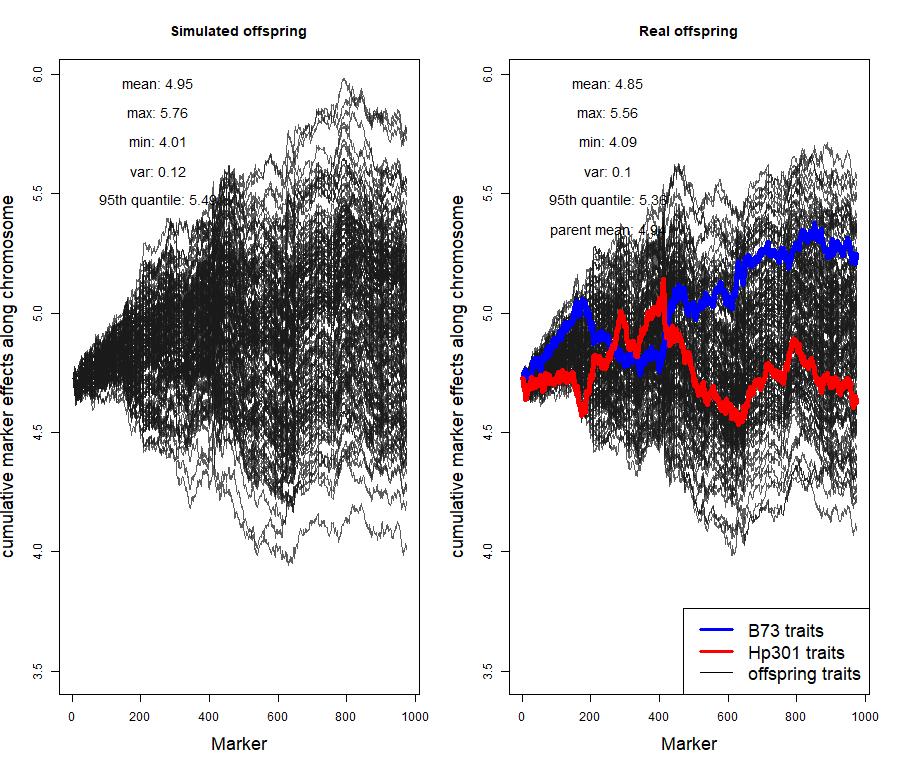 Simulated offspring
mean: 4.95
max: 5.76
min: 4.01
var: 0.12
95th quantile: 5.49
cumulative marker effects along chromosome
6.0
5.5
5.0
4.5
4.0
3.5
0 200 400 600 800 1000
Marker
Real offspring
mean: 4.85
max: 5.56
min: 4.09
var: 0.1
95th quantile: 5.36
parent mean:
cumulative marker effects along chromosome
6.0
5.5
5.0
4.5
4.0
3.5
B73 traits
Hp301 traits
offspring traits
0 200 400 600 800 1000
Marker